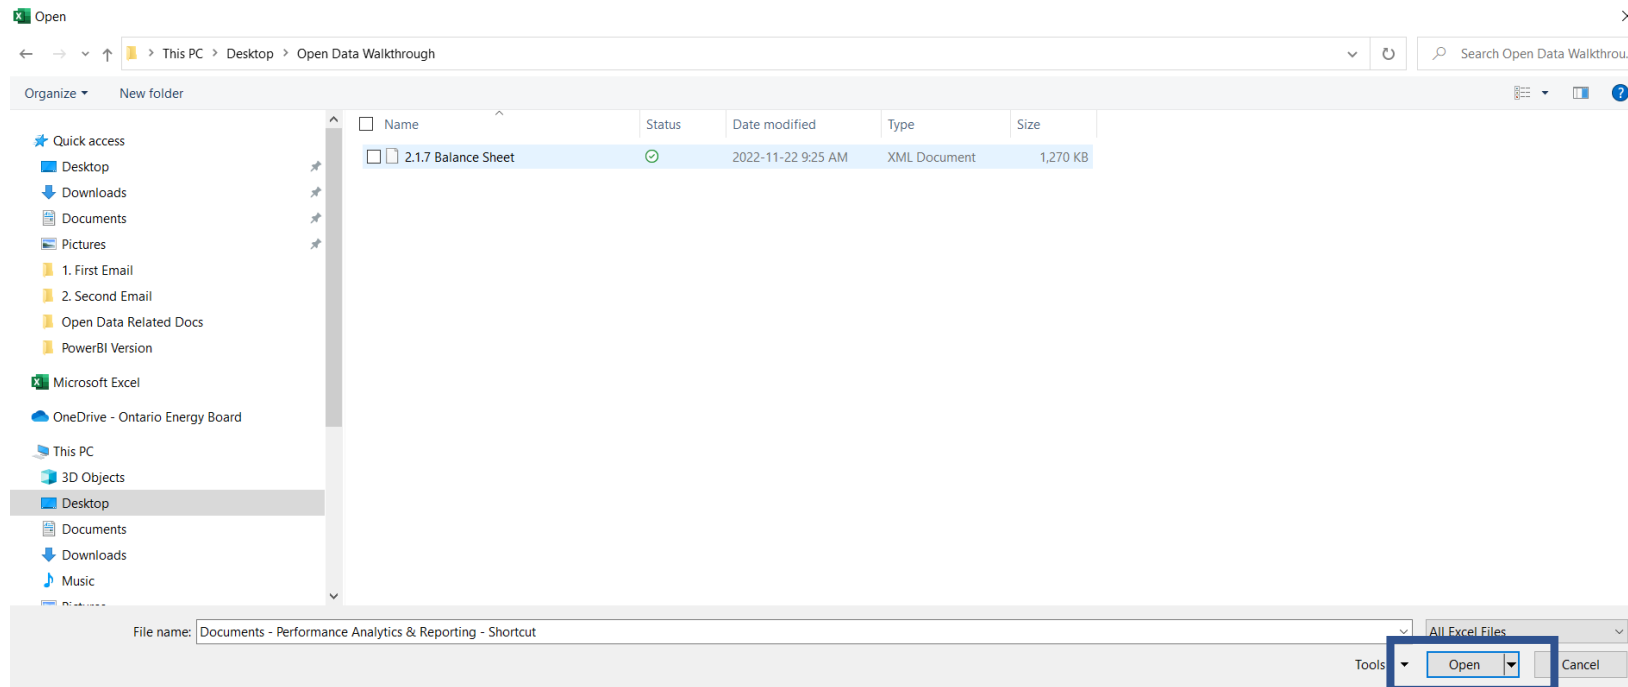 Open
This PC > Desktop > Open Data Walkthrough
Search Open Data Walkthrou
Organize
New folder
Name
Status
Date modified
Type
Size
2.1.7 Balance Sheet
2022-11-22 9:25 AM
XML Document
1,270 KB
Quick access
Desktop
Downloads
Documents
Pictures
1. First Email
2. Second Email
Open Data Related Docs
PowerBI Version
Microsoft Excel
OneDrive - Ontario Energy Board
This PC
3D Objects
Desktop
Documents
Downloads
Music
Pictures
File name: Documents - Performance Analytics & Reporting - Shortcut
All Excel Files
Tools
Open
Cancel